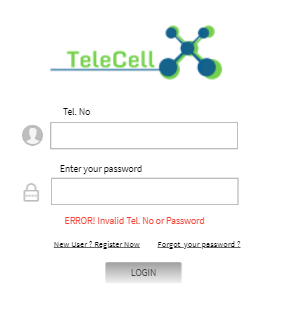 TeleCell
Tel. No
Enter your password
ERROR! Invalid Tel. No or Password
New User ? Register Now Forgot your password ?
LOGIN